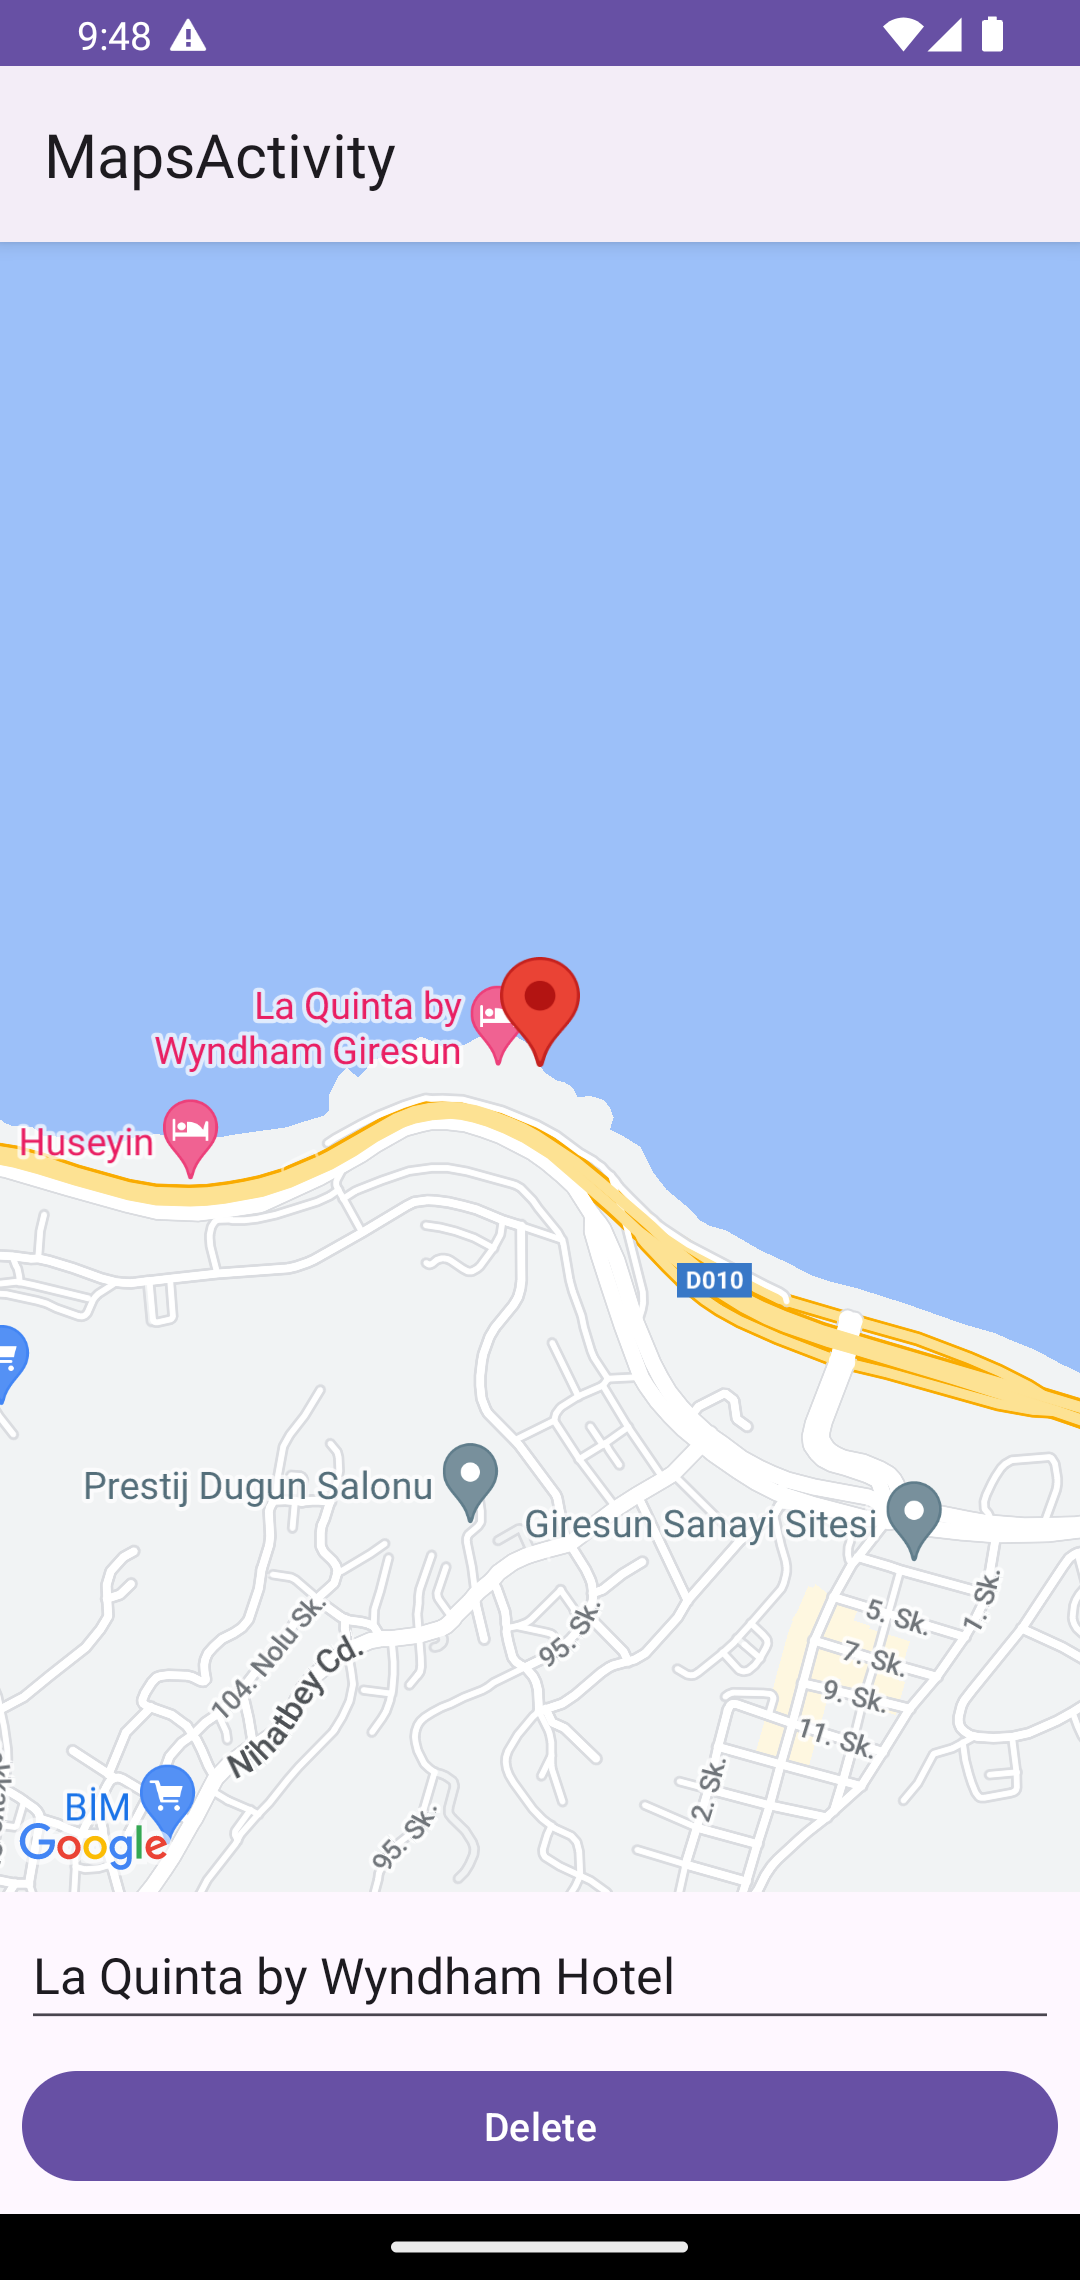 9:48
MapsActivity
La Quinta by
Wyndham Giresun
Huseyin
D010
Prestij Dugun Salonu
Giresun Sanayi Sitesi
5. Sk.
1. Sk.
7. Sk.
9. Sk.
11. Sk.
95. Sk.
104. Nolu Sk.
Nihatbey Cd.
2. Sk.
95. Sk.
BİM
Google
La Quinta by Wyndham Hotel
Delete